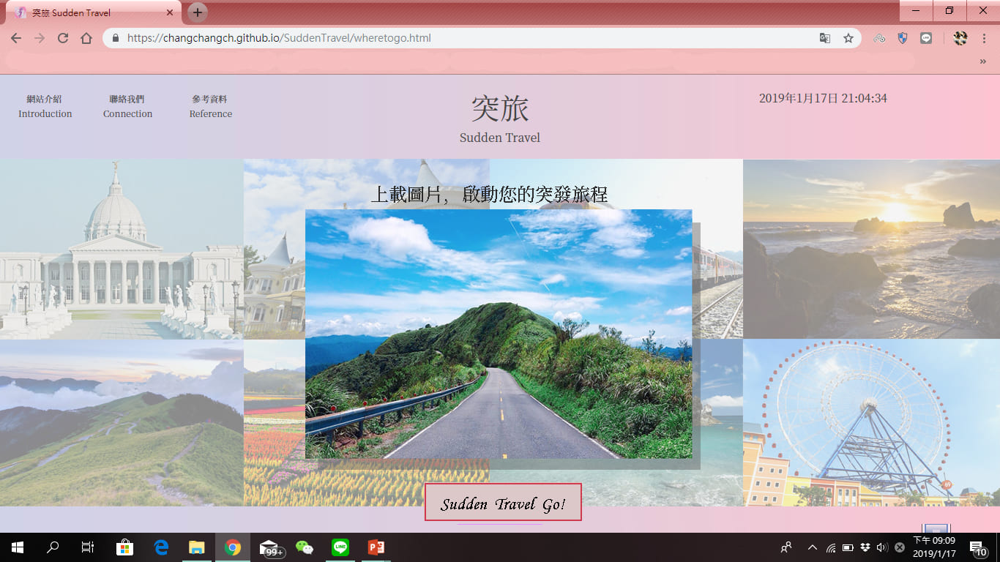 突旅 Sudden Travel
https://changchangch.github.io/SuddenTravel/wheretogo.html
網站介紹
Introduction
聯絡我們
Connection
參考資料
Reference
突旅
Sudden Travel
2019年1月17日 21:04:34
上載圖片，啟動您的突發旅程
Sudden Travel Go!
99+
LINE
下午 09:09
2019/1/17
10